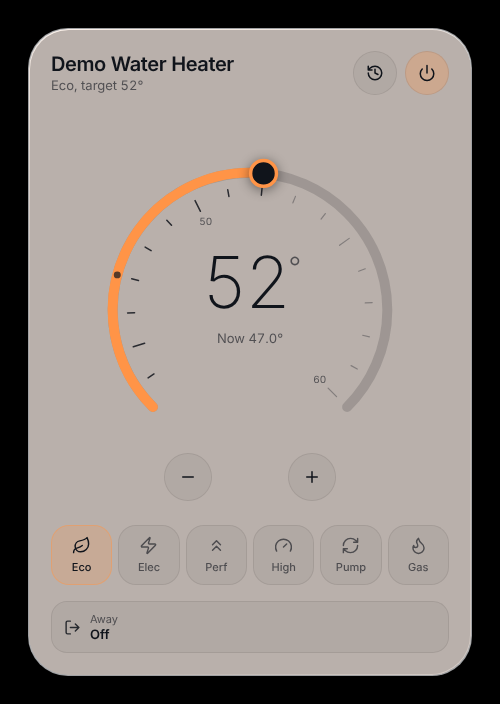 Demo Water Heater
Eco, target 52°
50
52°
Now 47.0°
60
Eco
Elec
Perf
High
Pump
Gas
Away
Off